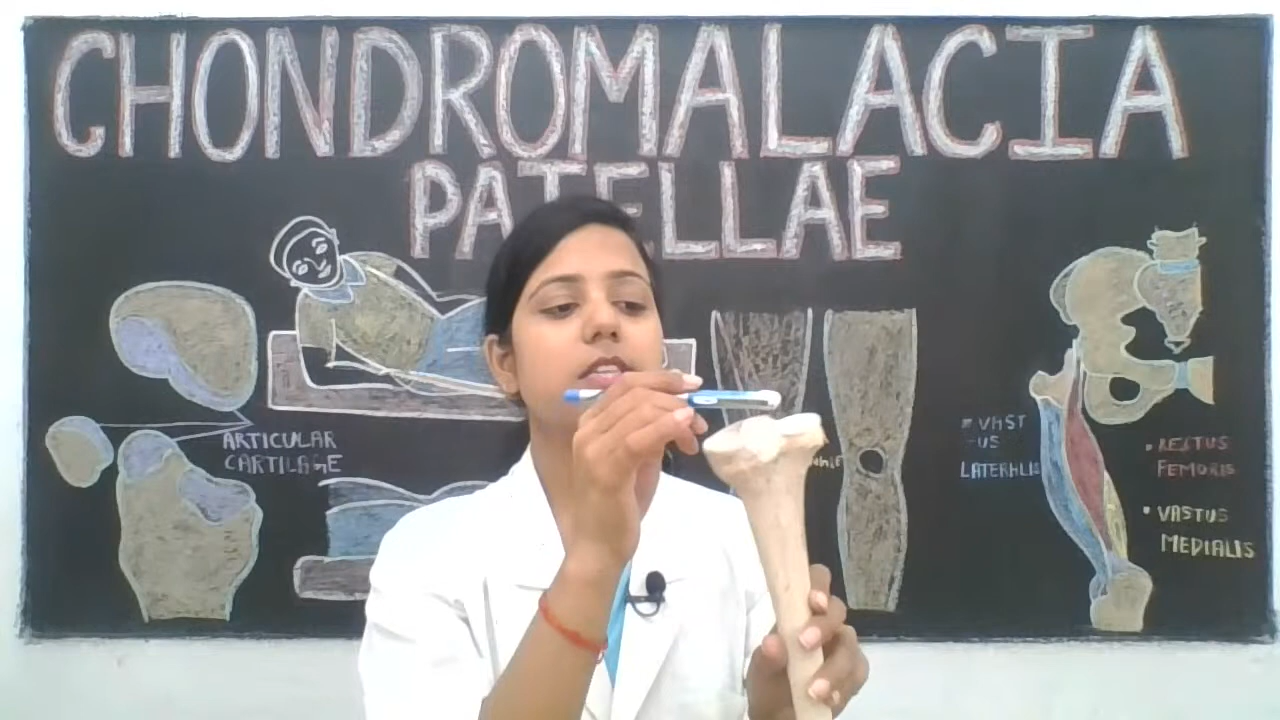 CHONDROMALACIA
PATELLAE
ARTICULAR
CARTILAGE
VAST
US
LATERALIS
• RECTUS
FEMORIS
• VASTUS
MEDIALIS